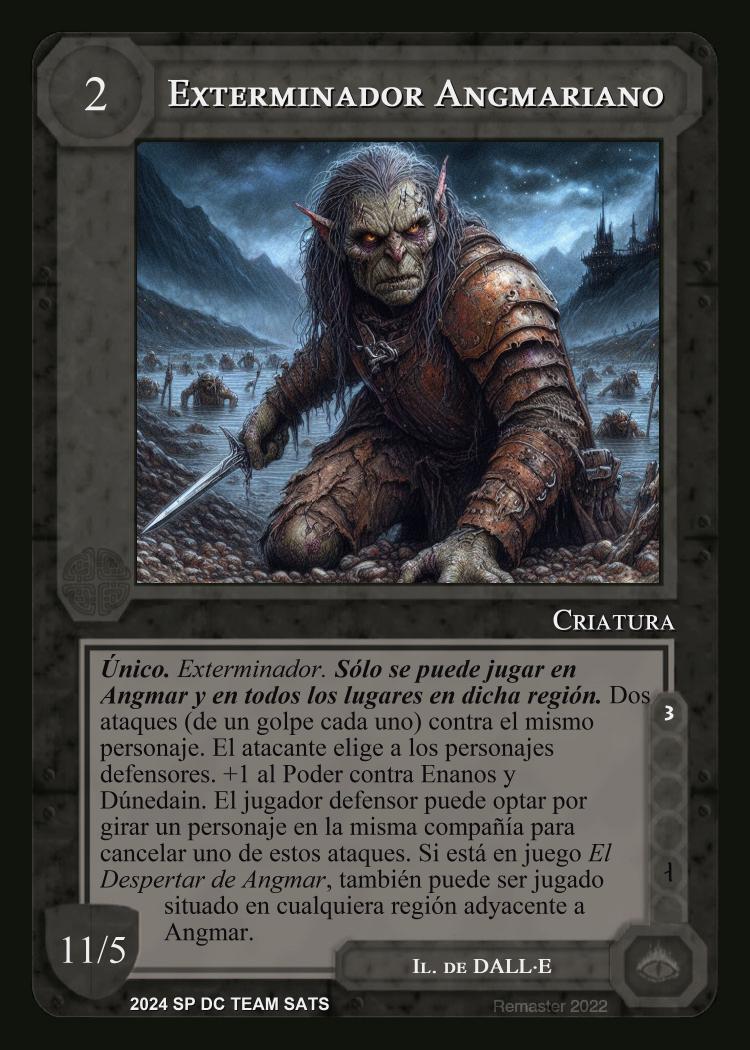 2
Exterminador Angmariano
Criatura
Único. Exterminador. Sólo se puede jugar en
Angmar y en todos los lugares en dicha región. Dos
ataques (de un golpe cada uno) contra el mismo
personaje. El atacante elige a los personajes
defensores. +1 al Poder contra Enanos y
Dúnedain. El jugador defensor puede optar por
girar un personaje en la misma compañía para
cancelar uno de estos ataques. Si está en juego El
Despertar de Angmar, también puede ser jugado
situado en cualquiera región adyacente a
Angmar.
3
11/5
Il. de DALL·E
2024 SP DC TEAM SATS
Remaster 2022